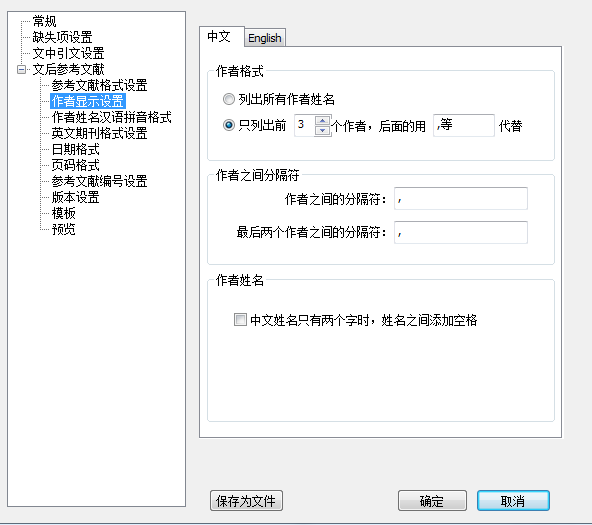 常规
缺失项设置
文中引文设置
文后参考文献
参考文献格式设置
作者显示设置
作者姓名汉语拼音格式
英文期刊格式设置
日期格式
页码格式
参考文献编号设置
版本设置
模板
预览
中文 English
作者格式
列出所有作者姓名
只列出前 3 个作者，后面的用 ,等 代替
作者之间分隔符
作者之间的分隔符： ,
最后两个作者之间的分隔符： ,
作者姓名
中文姓名只有两个字时，姓名之间添加空格
保存为文件 确定 取消